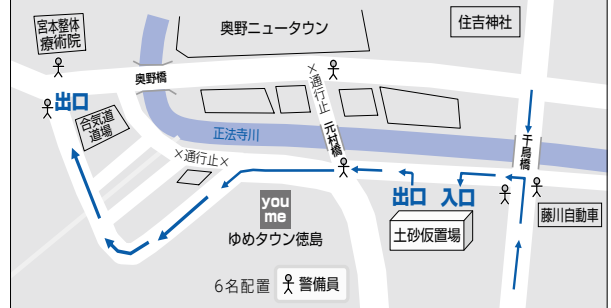 宮本整体
療術院
奥野ニュータウン
住吉神社
奥野橋
×通行止
出口
合気道
道場
元村橋
正法寺川
×通行止×
千鳥橋
you
me
ゆめタウン徳島
出口
入口
土砂仮置場
藤川自動車
6名配置
警備員